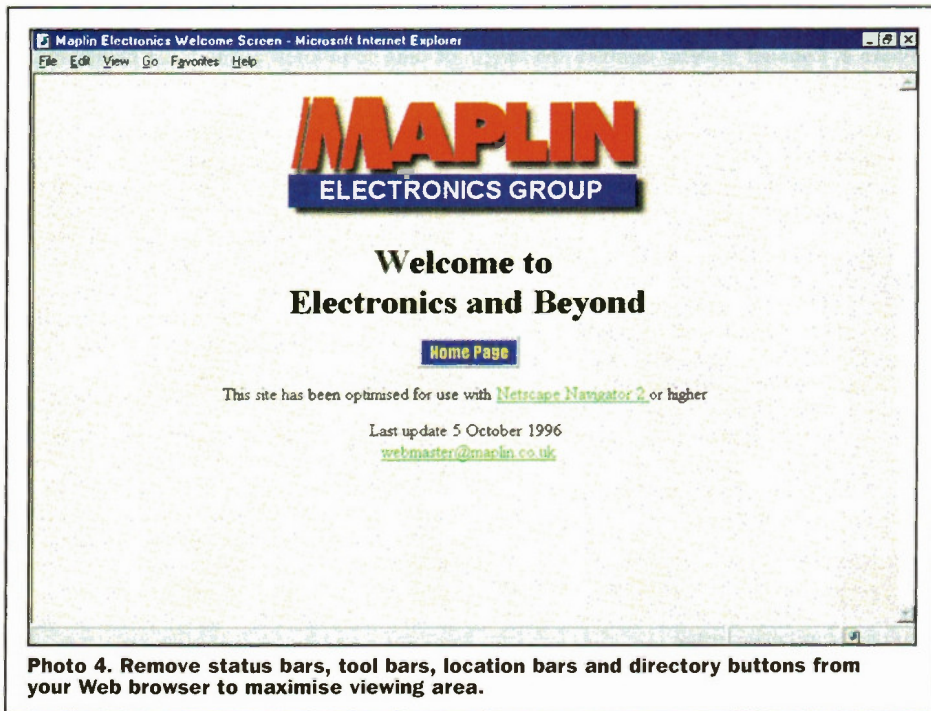 Maplin Electronics Welcome Screen - Microsoft Internet Explorer
File Edit View Go Favorites Help
MAPLIN
ELECTRONICS GROUP
Welcome to
Electronics and Beyond
Home Page
This site has been optimised for use with Netscape Navigator 2 or higher
Last update 5 October 1996
webmaster@maplin.co.uk
Photo 4. Remove status bars, tool bars, location bars and directory buttons from
your Web browser to maximise viewing area.